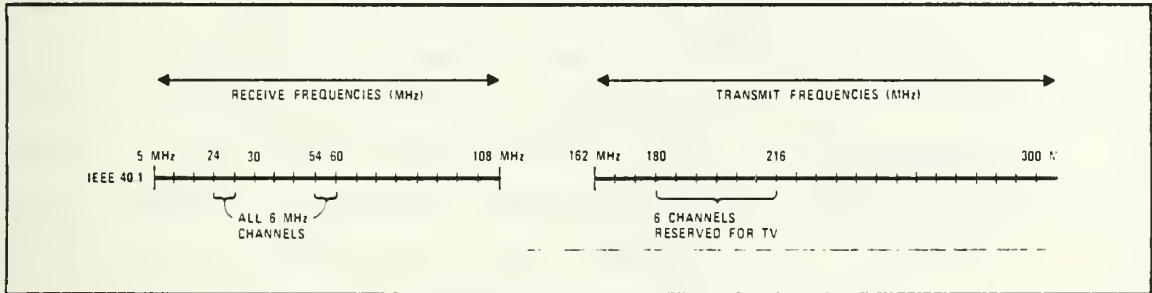 RECEIVE FREQUENCIES (MHz)
TRANSMIT FREQUENCIES (MHz)
5 MHz 24 30 54 60 108 MHz 162 MHz 180 216 300
IEEE 40.1
ALL 6 MHz
CHANNELS
6 CHANNELS
RESERVED FOR TV